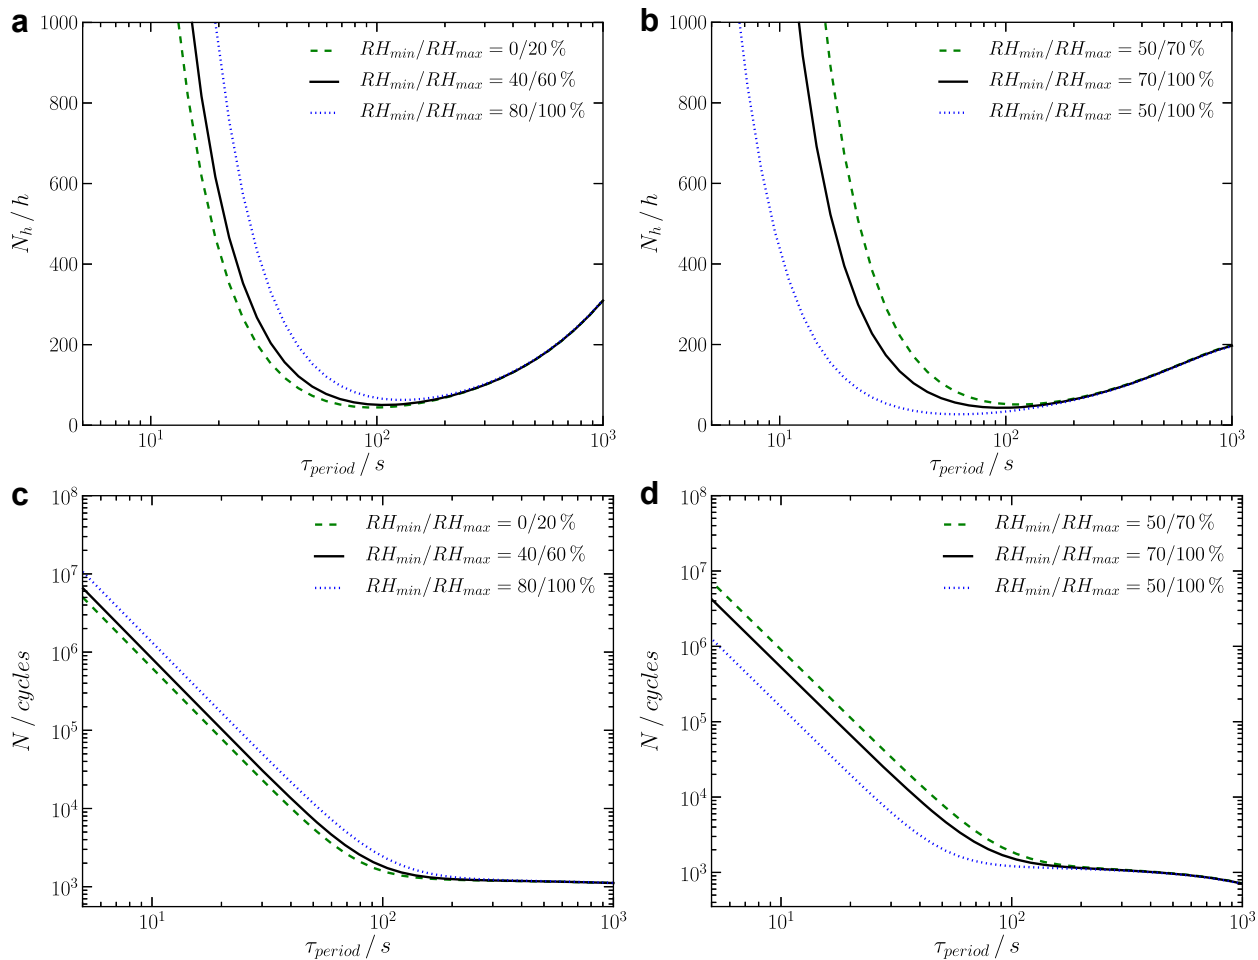 a
1000
800
600
400
200
0
N_h / h
10^1
10^2
10^3
τ_period / s
RH_min/RH_max = 0/20 %
RH_min/RH_max = 40/60 %
RH_min/RH_max = 80/100 %
b
1000
800
600
400
200
0
N_h / h
10^1
10^2
10^3
τ_period / s
RH_min/RH_max = 50/70 %
RH_min/RH_max = 70/100 %
RH_min/RH_max = 50/100 %
c
10^8
10^7
10^6
10^5
10^4
10^3
N / cycles
10^1
10^2
10^3
τ_period / s
RH_min/RH_max = 0/20 %
RH_min/RH_max = 40/60 %
RH_min/RH_max = 80/100 %
d
10^8
10^7
10^6
10^5
10^4
10^3
N / cycles
10^1
10^2
10^3
τ_period / s
RH_min/RH_max = 50/70 %
RH_min/RH_max = 70/100 %
RH_min/RH_max = 50/100 %